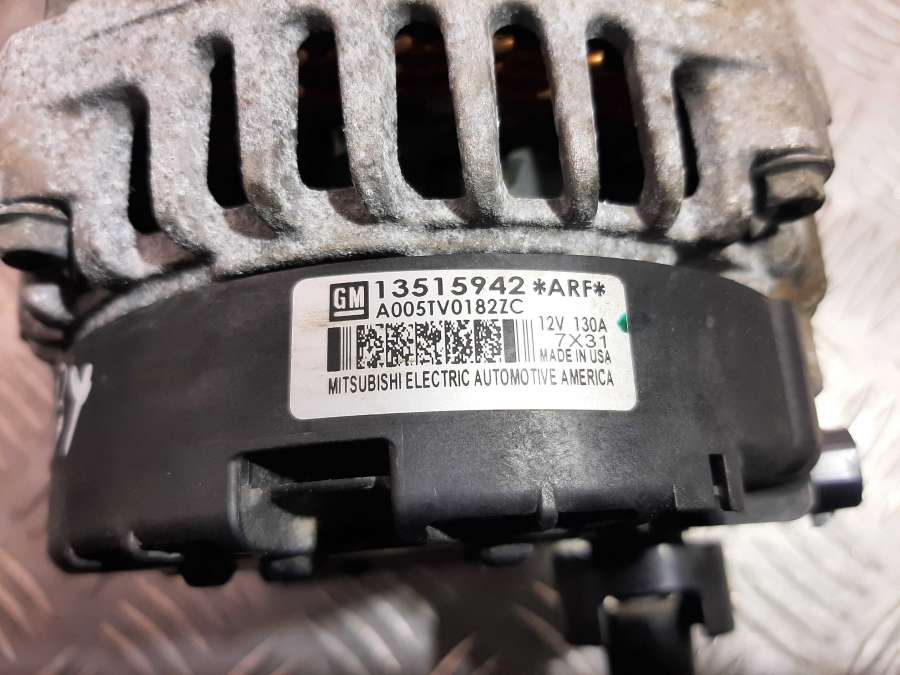 GM 13515942 *ARF*
A005TV0182ZC
12V 130A
7X31
MADE IN USA
MITSUBISHI ELECTRIC AUTOMOTIVE AMERICA